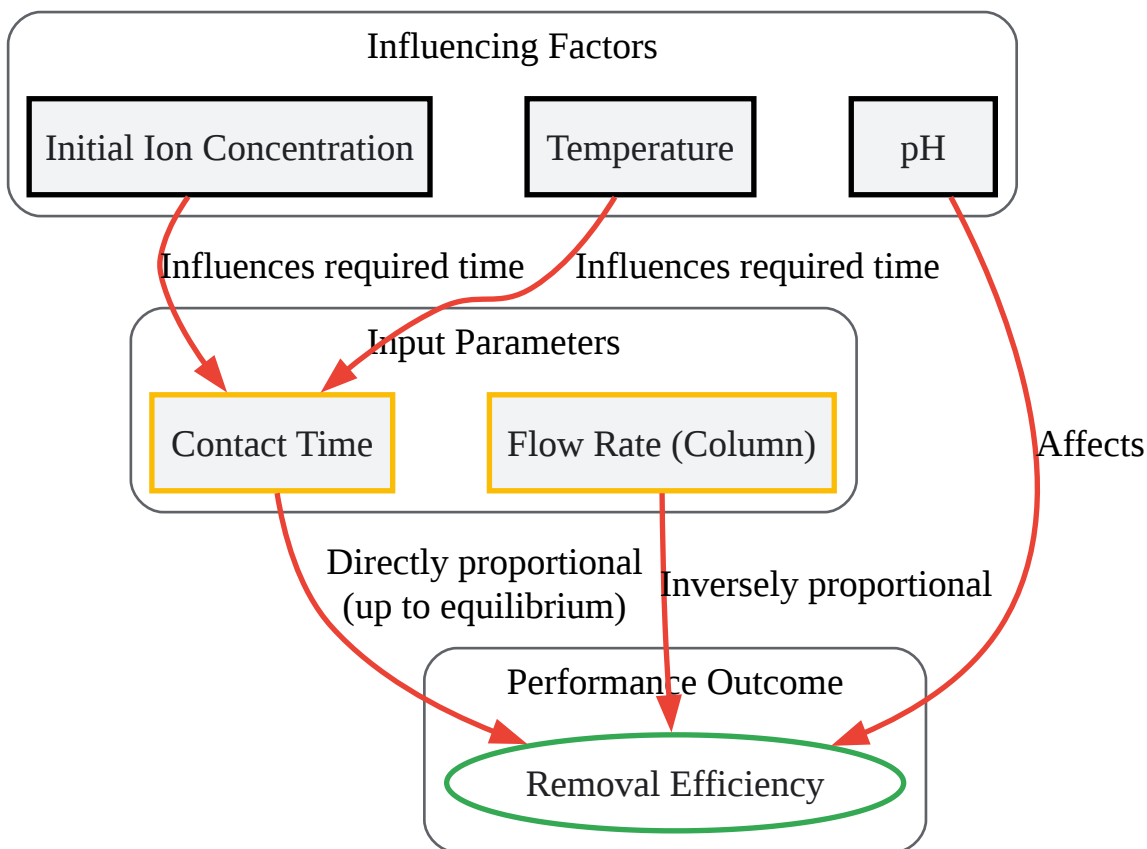 Influencing Factors
Initial Ion Concentration
Temperature
pH
Influences required time
Influences required time
Input Parameters
Contact Time
Flow Rate (Column)
Affects
Directly proportional
(up to equilibrium)
Inversely proportional
Performance Outcome
Removal Efficiency